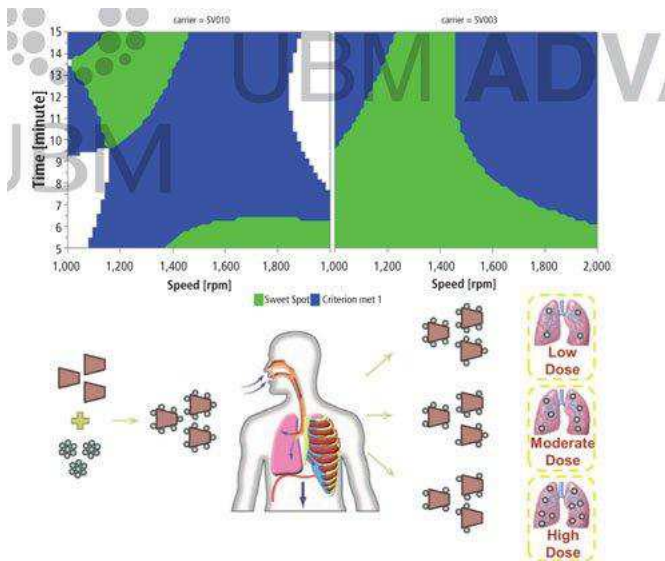 carrier = SV010
carrier = SV003
UBM ADVA
UBM
Time [minute]
15
14
13
12
11
10
9
8
7
6
5
1,000 1,200 1,400 1,600 1,800 1,000 1,200 1,400 1,600 1,800 2,000
Speed [rpm]
Speed [rpm]
Sweet Spot
Criterion met 1
Low
Dose
Moderate
Dose
High
Dose